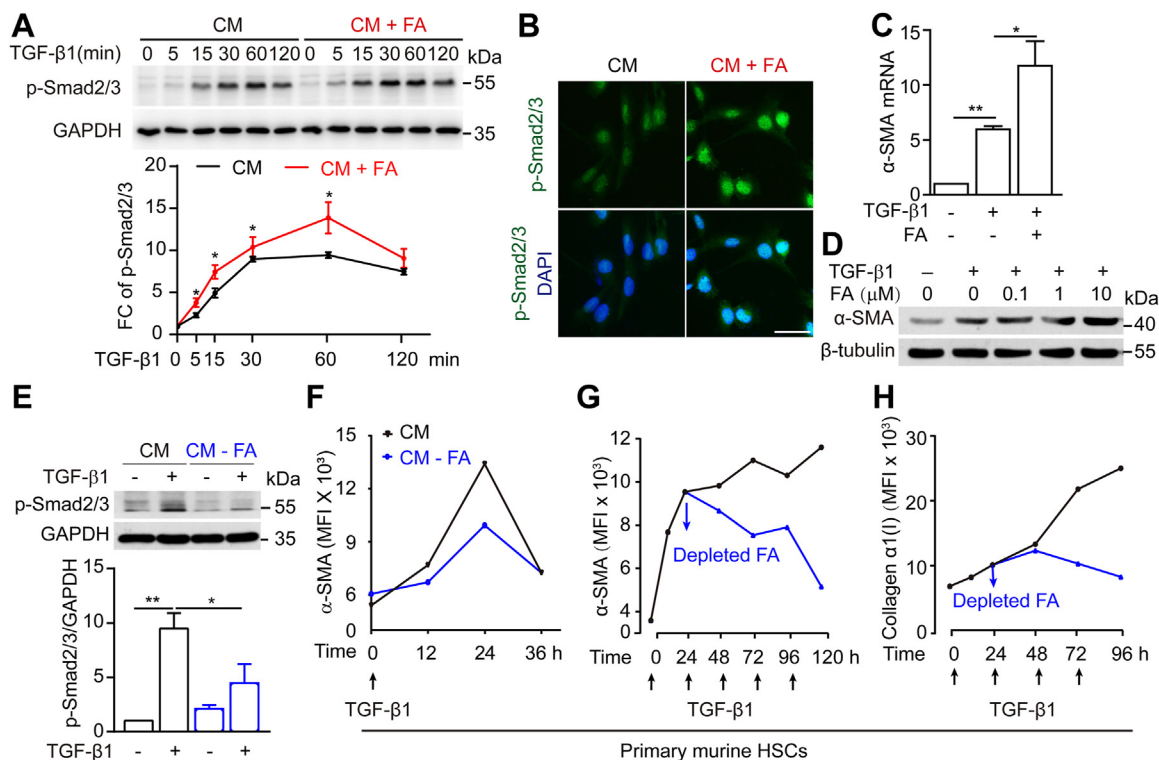 A
CM
CM + FA
TGF-β1(min) 0 5 15 30 60 120 0 5 15 30 60 120 kDa
p-Smad2/3
55
GAPDH
35
CM
CM + FA
FC of p-Smad2/3
20
15
10
5
0
* * * *
TGF-β1 0 5 15 30 60 120 min
B
CM
CM + FA
p-Smad2/3
p-Smad2/3
DAPI
C
α-SMA mRNA
15
10
5
0
**
*
TGF-β1 - + +
FA - - +
D
TGF-β1 – + + + +
FA (μM) 0 0 0.1 1 10 kDa
α-SMA
40
β-tubulin
55
E
CM
CM - FA
TGF-β1 - + - + kDa
p-Smad2/3
55
GAPDH
35
p-Smad2/3/GAPDH
15
10
5
0
**
*
TGF-β1 - + - +
F
CM
CM - FA
α-SMA (MFI X 10³)
15
13
9
6
0
Time 0 12 24 36 h
TGF-β1
G
α-SMA (MFI x 10³)
12
10
8
6
4
0
Depleted FA
Time 0 24 48 72 96 120 h
TGF-β1
H
Collagen α1(I) (MFI x 10³)
30
20
10
0
Depleted FA
Time 0 24 48 72 96 h
TGF-β1
Primary murine HSCs